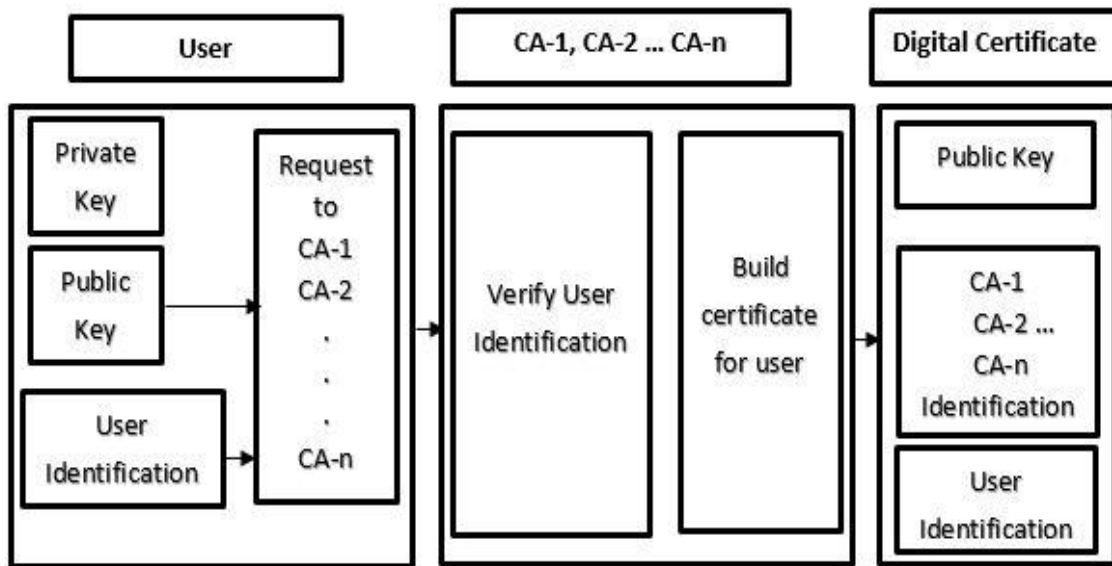 User
CA-1, CA-2 ... CA-n
Digital Certificate
Private
Key
Public
Key
User
Identification
Request
to
CA-1
CA-2
.
.
.
CA-n
Verify User
Identification
Build
certificate
for user
Public Key
CA-1
CA-2 ...
CA-n
Identification
User
Identification